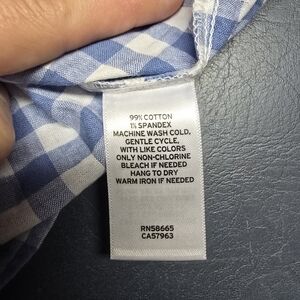 99% COTTON
1% SPANDEX
MACHINE WASH COLD,
GENTLE CYCLE,
WITH LIKE COLORS
ONLY NON-CHLORINE
BLEACH IF NEEDED
HANG TO DRY
WARM IRON IF NEEDED
RN58665
CA57963